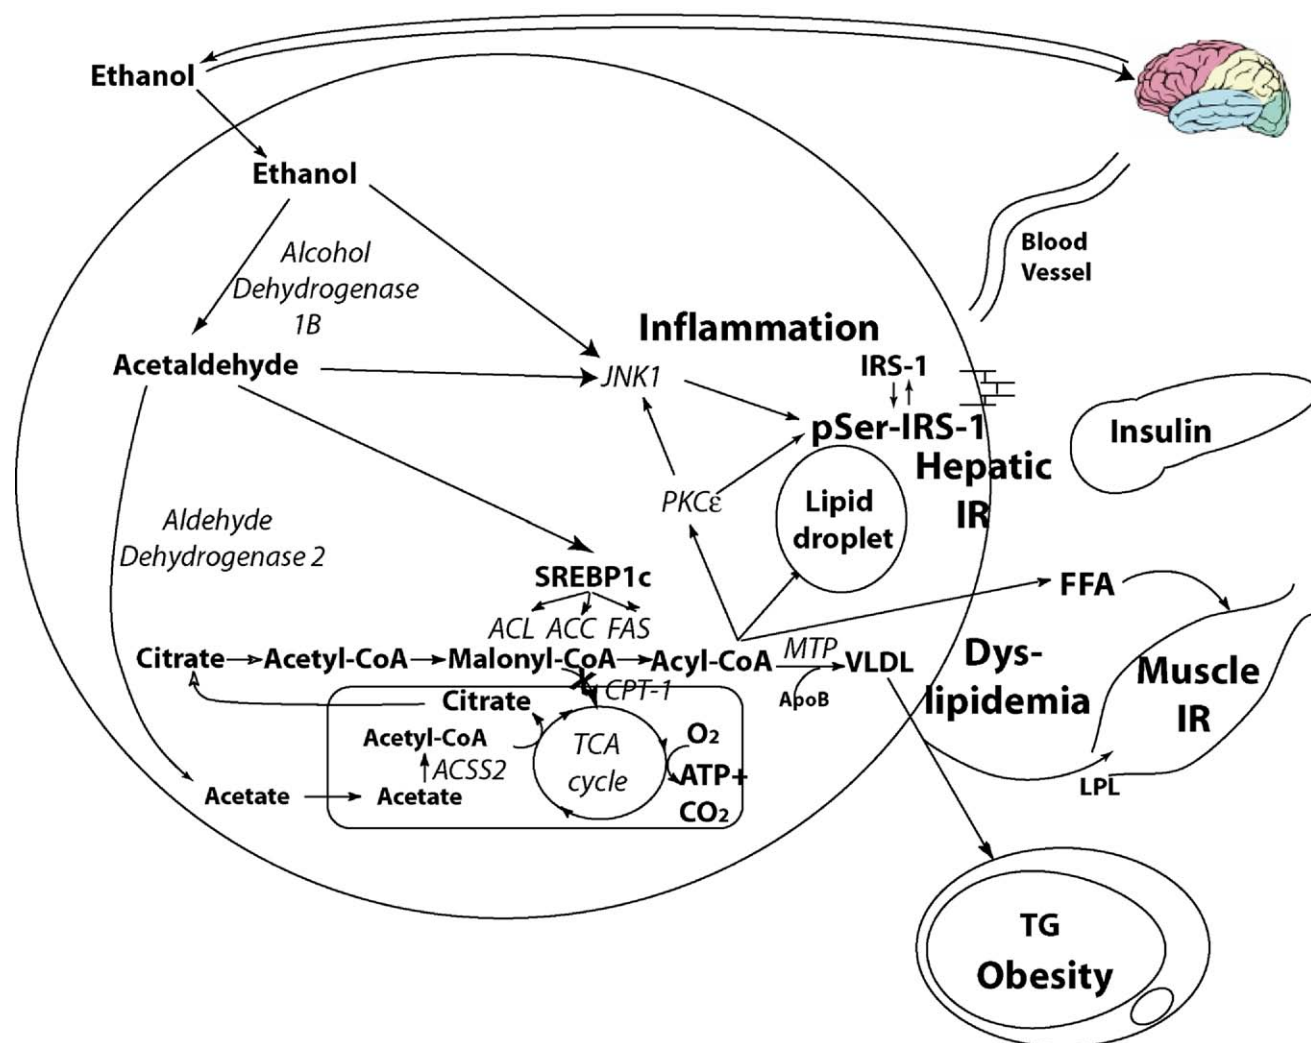 Ethanol
Ethanol
Alcohol
Dehydrogenase
1B
Blood
Vessel
Acetaldehyde
Inflammation
JNK1
IRS-1
pSer-IRS-1
Insulin
Hepatic
IR
PKCε
Lipid
droplet
Aldehyde
Dehydrogenase 2
SREBP1c
FFA
ACL ACC FAS
Citrate Acetyl-CoA Malonyl-CoA Acyl-CoA MTP VLDL
ApoB
Dys-
lipidemia
Muscle
IR
CPT-1
Citrate
Acetyl-CoA
ACSS2
TCA
cycle
O2
ATP+
CO2
Acetate
Acetate
LPL
TG
Obesity